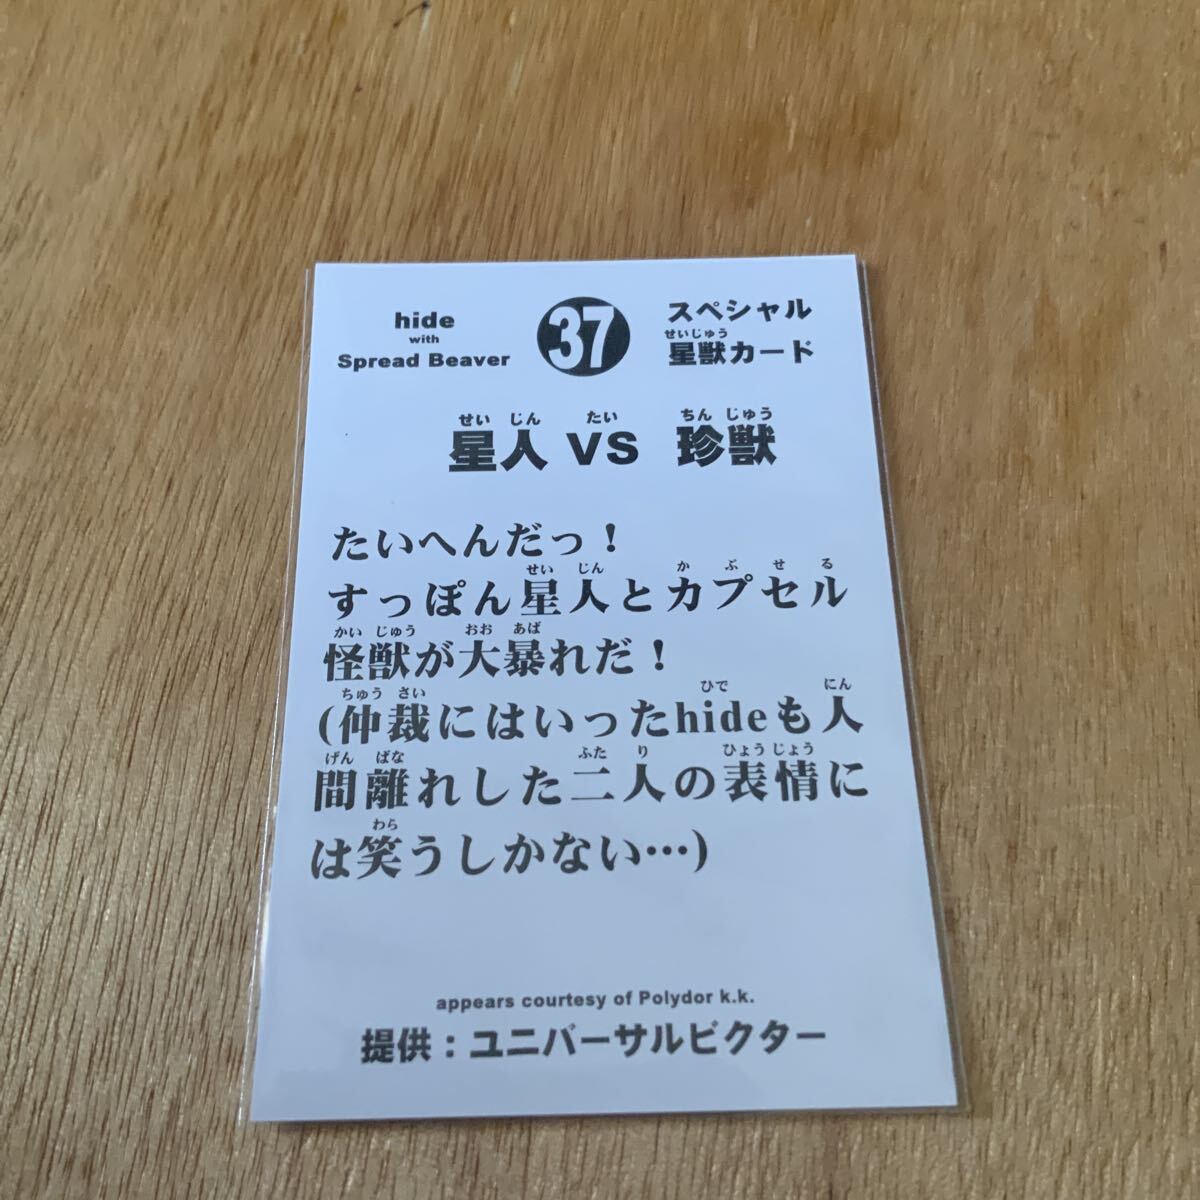 hide
with
Spread Beaver
37
スペシャル
せいじゅう
星獣カード
せい じん たい ちん じゅう
星人 VS 珍獣
たいへんだっ！
せい じん か ぷ せ る
すっぽん星人とカプセル
かい じゅう おお あば
怪獣が大暴れだ！
ちゅう さい ひで にん
(仲裁にはいったhideも人
げん ばな ふた り ひょう じょう
間離れした二人の表情に
わら
は笑うしかない…)
appears courtesy of Polydor k.k.
提供：ユニバーサルビクター